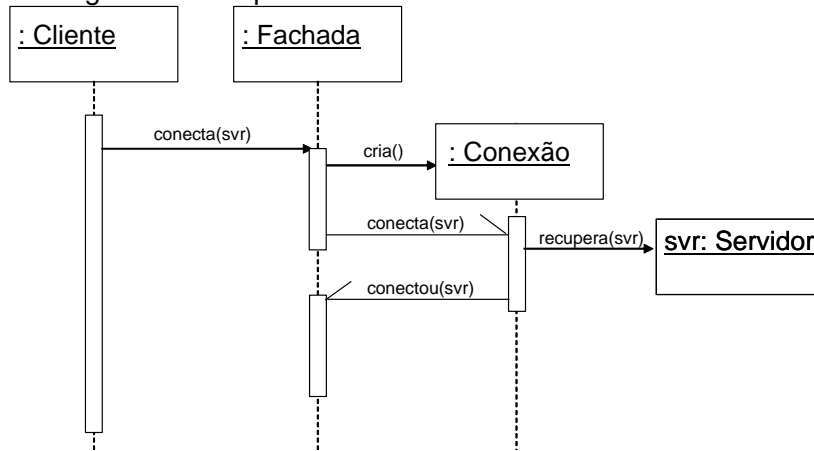 : Cliente
: Fachada
conecta(svr)
cria()
: Conexão
conecta(svr)
recupera(svr)
svr: Servidor
conectou(svr)